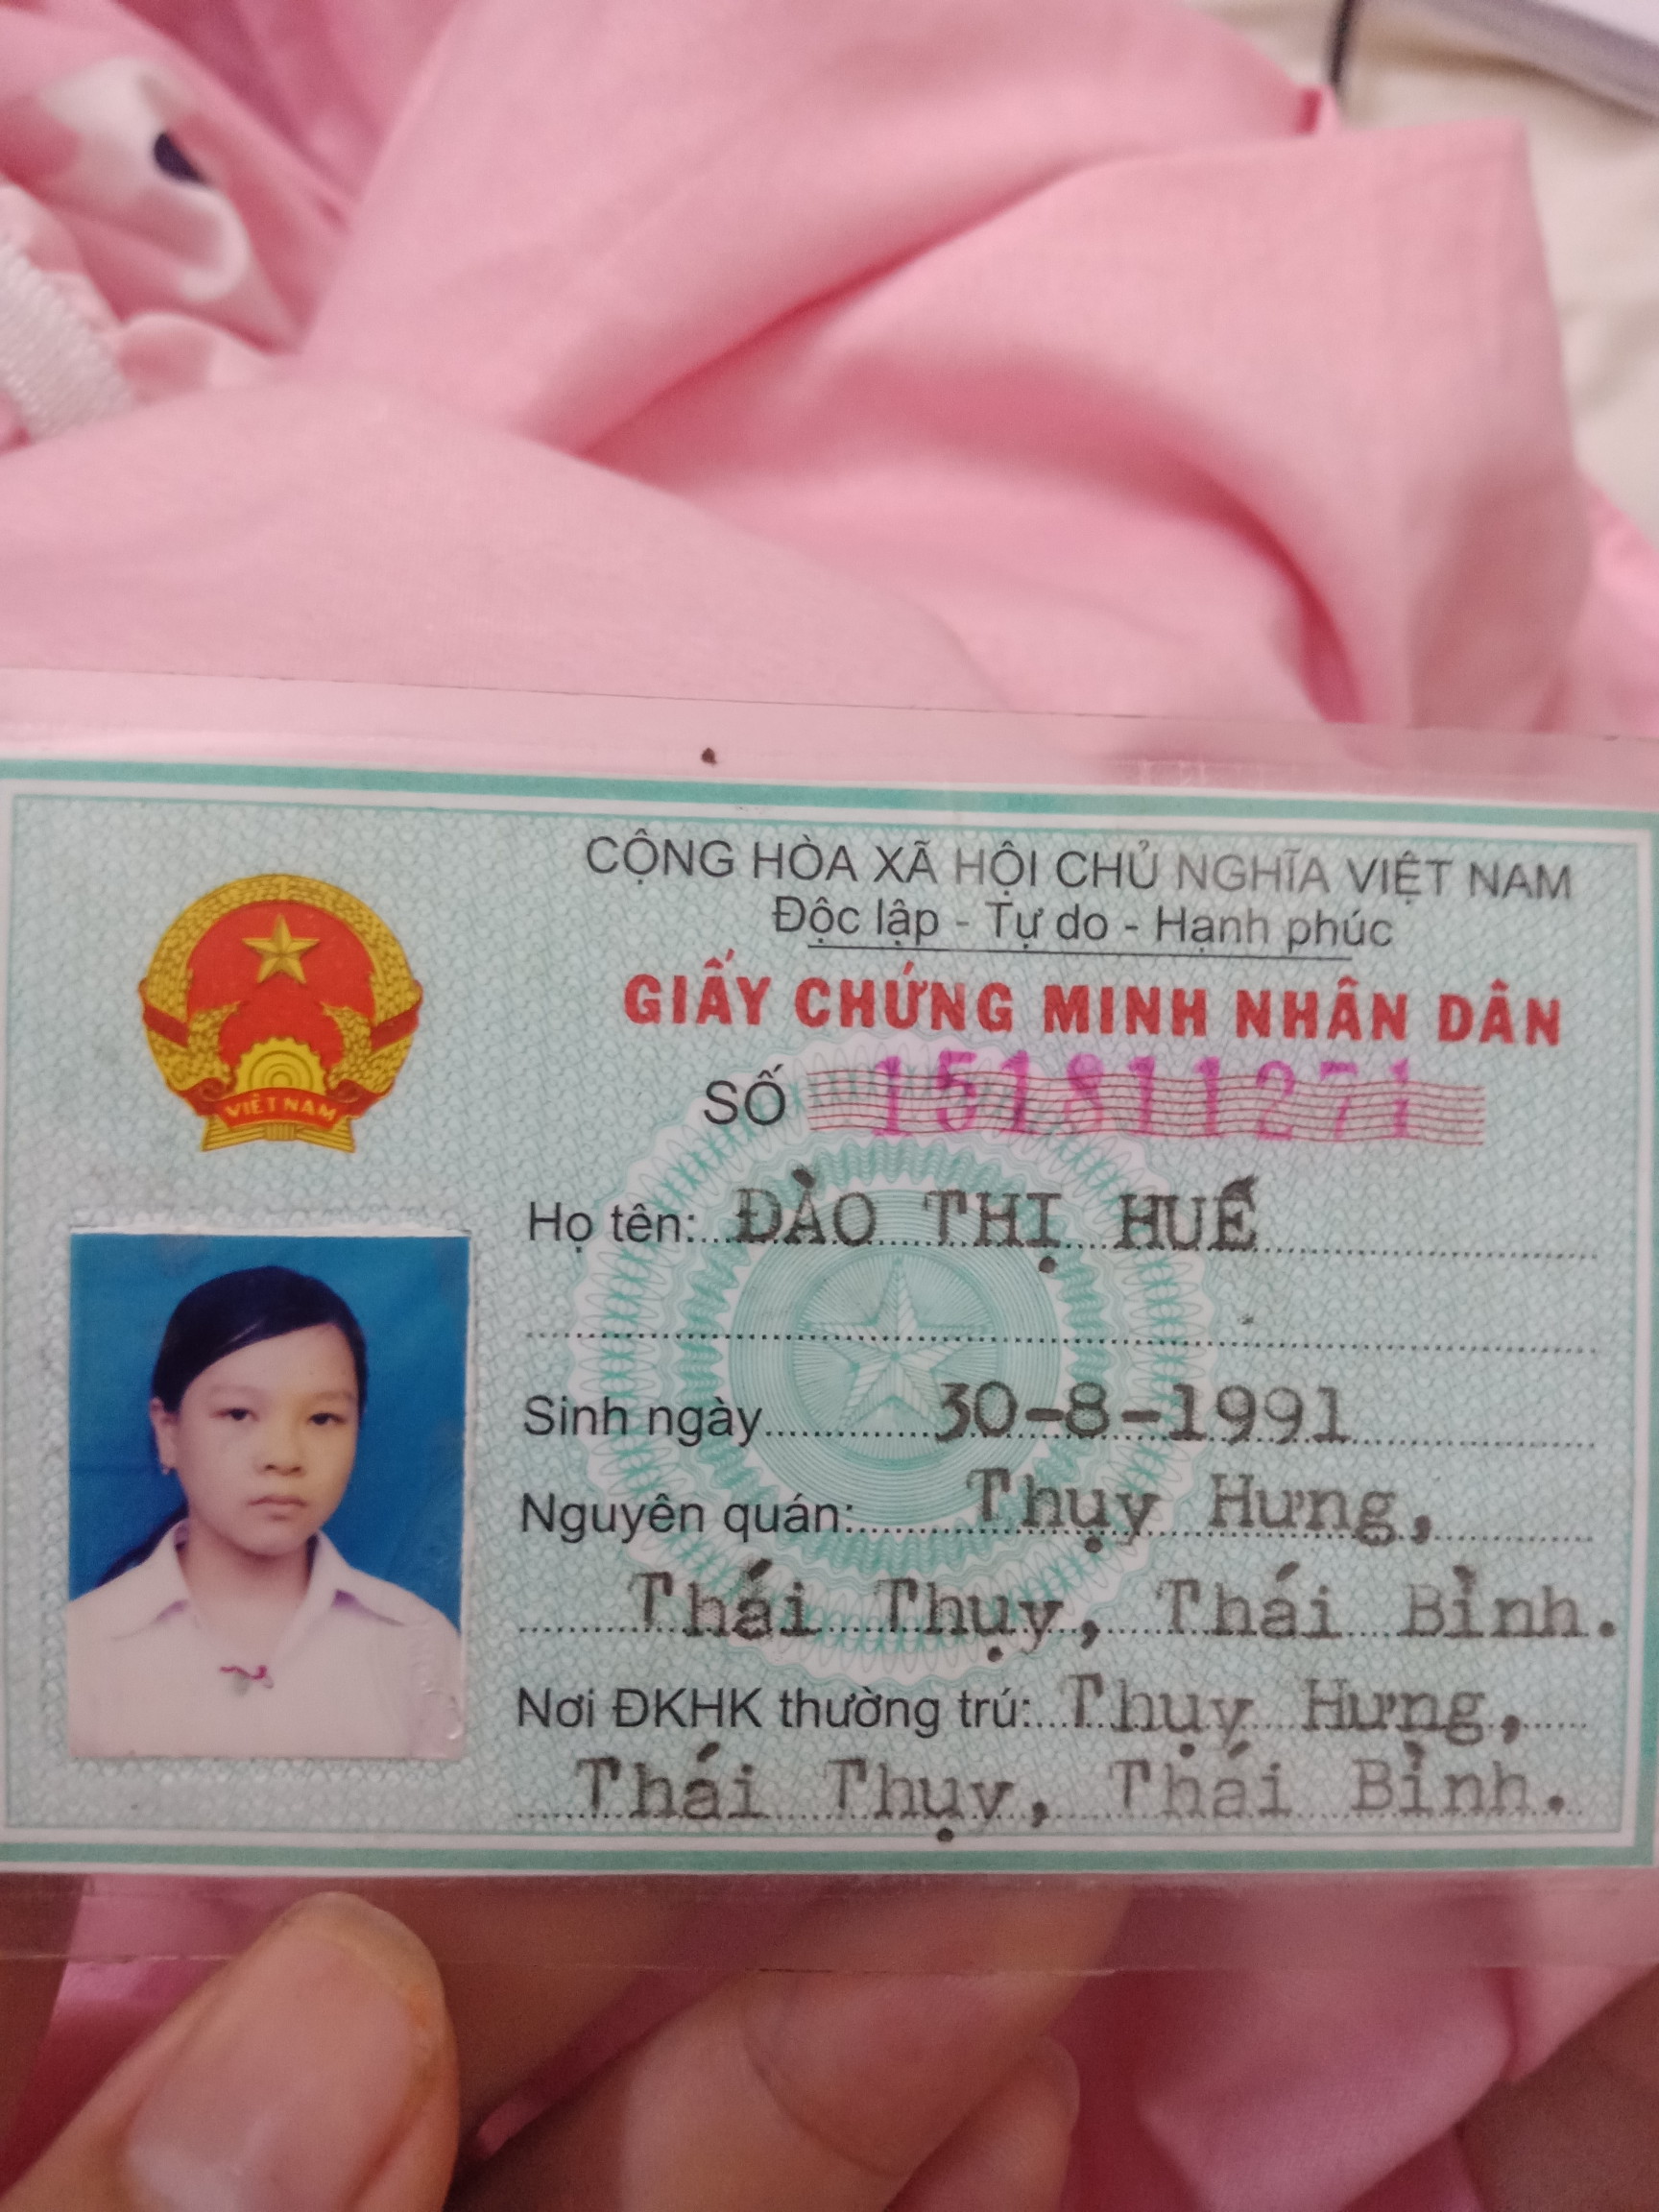 CỘNG HÒA XÃ HỘI CHỦ NGHĨA VIỆT NAM
Độc lập - Tự do - Hạnh phúc
GIẤY CHỨNG MINH NHÂN DÂN
SỐ 151811271
VIỆT NAM
Họ tên: ĐÀO THỊ HUẾ
Sinh ngày 30-8-1991
Nguyên quán: Thụy Hưng,
Thái Thụy, Thái Bình.
Nơi ĐKHK thường trú: Thụy Hưng,
Thái Thụy, Thái Bình.